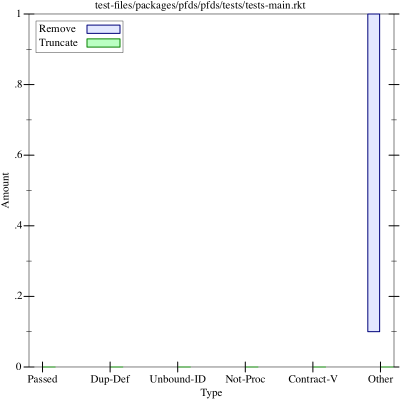 test-files/packages/pfds/pfds/tests/tests-main.rkt
Remove
Truncate
1
.8
.6
.4
.2
0
Amount
Passed Dup-Def Unbound-ID Not-Proc Contract-V Other
Type